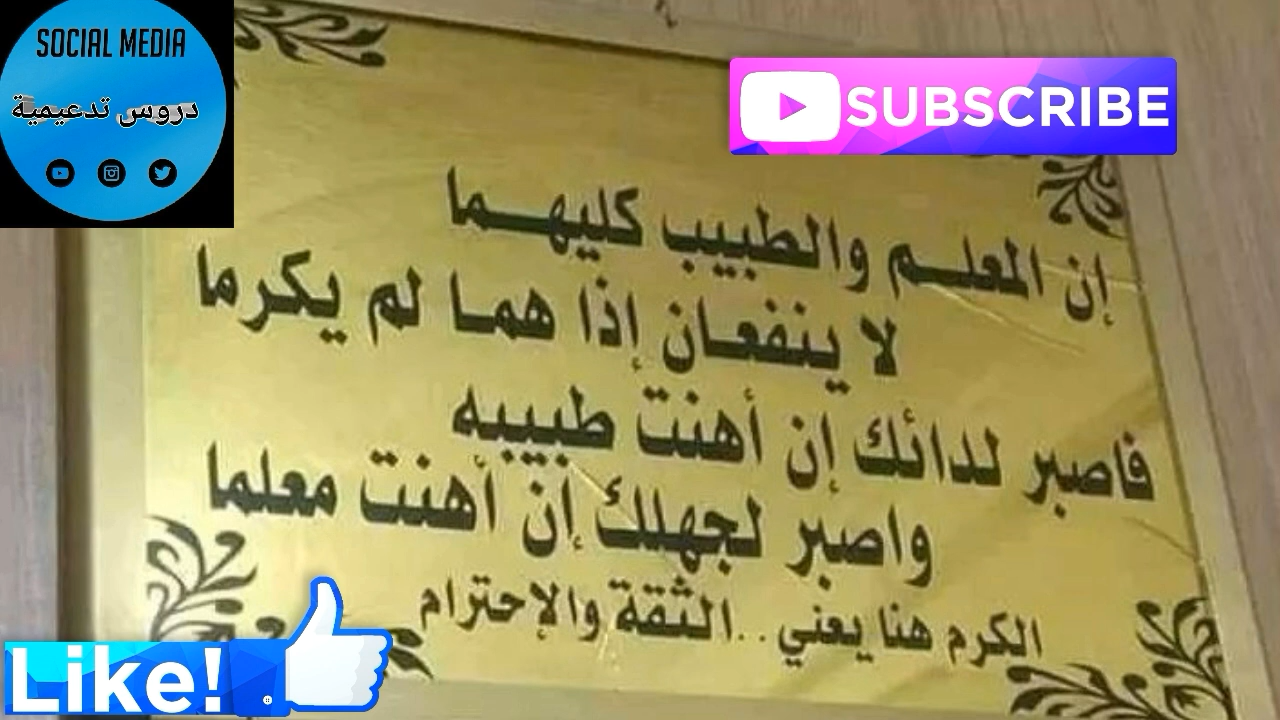 SOCIAL MEDIA
دروس تدعيمية
SUBSCRIBE
إن المعلم والطبيب كليهما
لا ينفعان إذا هما لم يكرما
فاصبر لدائك إن أهنت طبيبه
واصبر لجهلك إن أهنت معلما
الكرم هنا يعني..الثقة والإحترام
Like!